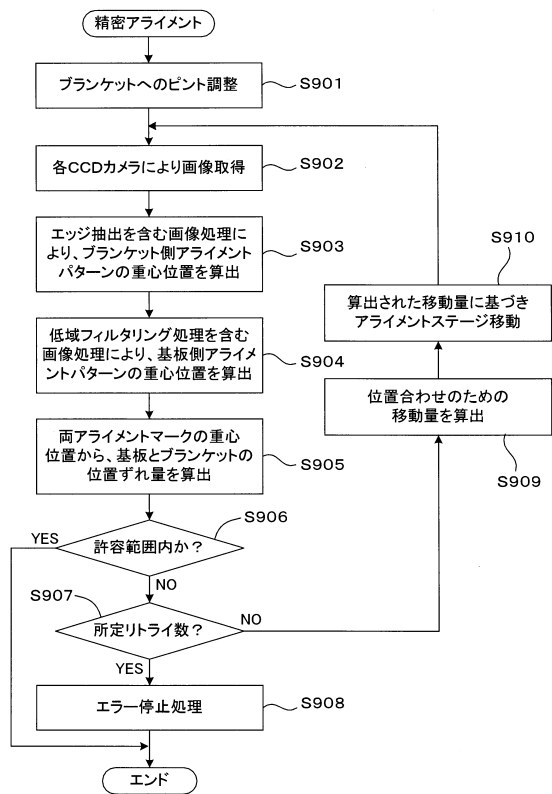 精密アライメント
ブランケットへのピント調整
S901
各CCDカメラにより画像取得
S902
エッジ抽出を含む画像処理に
より、ブランケット側アライメント
パターンの重心位置を算出
S903
低域フィルタリング処理を含む
画像処理により、基板側アライメ
ントパターンの重心位置を算出
S904
両アライメントマークの重心
位置から、基板とブランケットの
位置ずれ量を算出
S905
S906
YES
許容範囲内か？
NO
S907
所定リトライ数？
NO
YES
エラー停止処理
S908
エンド
S910
算出された移動量に基づき
アライメントステージ移動
位置合わせのための
移動量を算出
S909